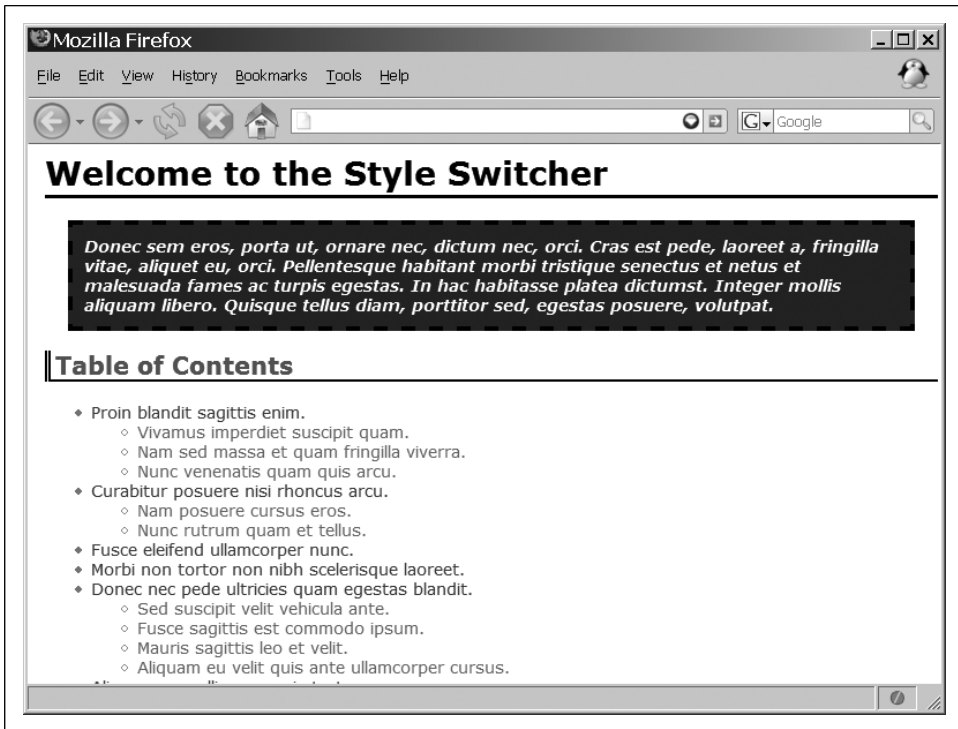 Mozilla Firefox
File Edit View History Bookmarks Tools Help
G Google
Welcome to the Style Switcher
Donec sem eros, porta ut, ornare nec, dictum nec, orci. Cras est pede, laoreet a, fringilla
vitae, aliquet eu, orci. Pellentesque habitant morbi tristique senectus et netus et
malesuada fames ac turpis egestas. In hac habitasse platea dictumst. Integer mollis
aliquam libero. Quisque tellus diam, porttitor sed, egestas posuere, volutpat.
Table of Contents
Proin blandit sagittis enim.
Vivamus imperdiet suscipit quam.
Nam sed massa et quam fringilla viverra.
Nunc venenatis quam quis arcu.
Curabitur posuere nisi rhoncus arcu.
Nam posuere cursus eros.
Nunc rutrum quam et tellus.
Fusce eleifend ullamcorper nunc.
Morbi non tortor non nibh scelerisque laoreet.
Donec nec pede ultricies quam egestas blandit.
Sed suscipit velit vehicula ante.
Fusce sagittis est commodo ipsum.
Mauris sagittis leo et velit.
Aliquam eu velit quis ante ullamcorper cursus.